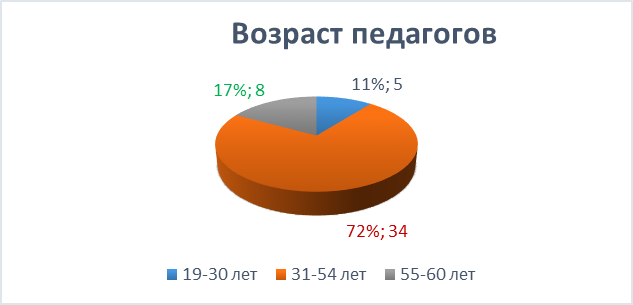 Возраст педагогов
17%; 8
11%; 5
72%; 34
19-30 лет 31-54 лет 55-60 лет